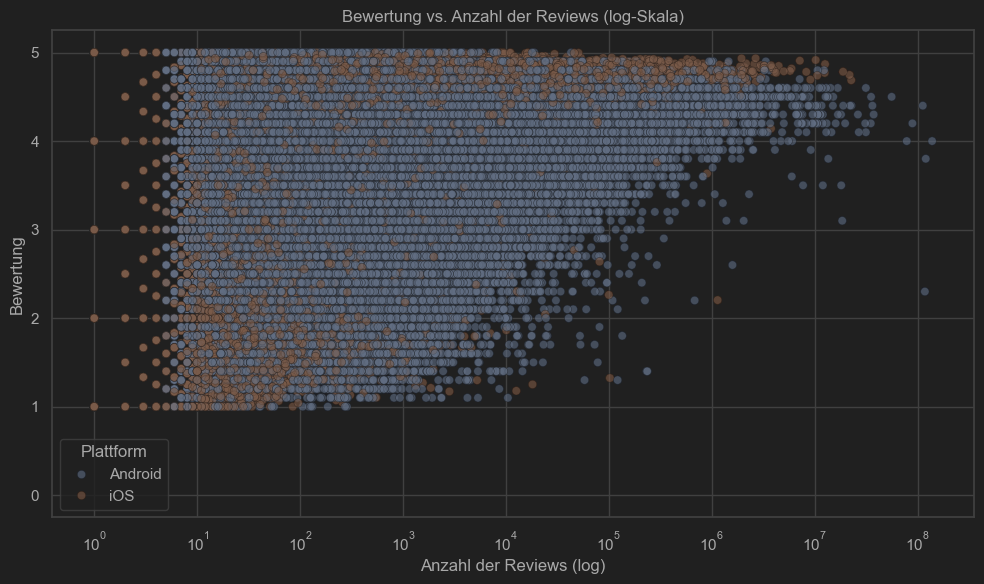 Bewertung vs. Anzahl der Reviews (log-Skala)
Bewertung
5
4
3
2
1
0
Plattform
Android
iOS
10^0 10^1 10^2 10^3 10^4 10^5 10^6 10^7 10^8
Anzahl der Reviews (log)